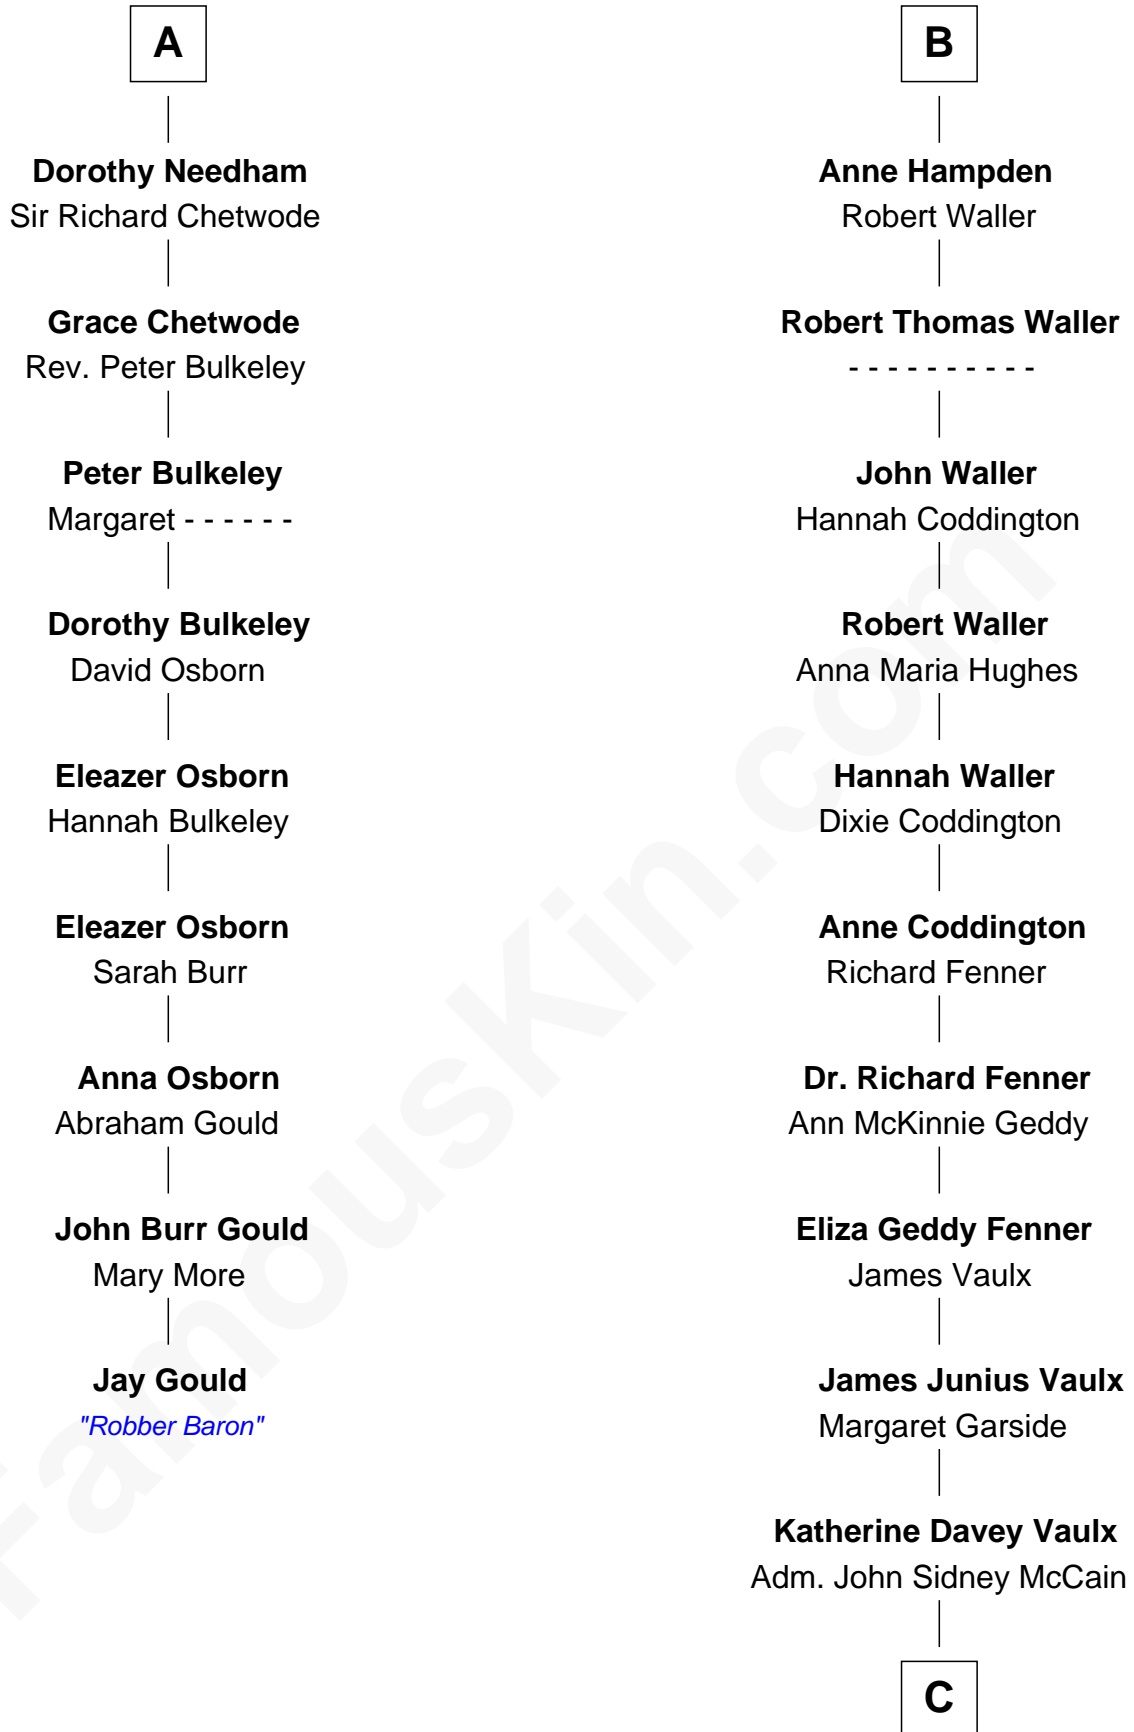 A
Dorothy Needham
Sir Richard Chetwode
Grace Chetwode
Rev. Peter Bulkeley
Peter Bulkeley
Margaret - - - - - -
Dorothy Bulkeley
David Osborn
Eleazer Osborn
Hannah Bulkeley
Eleazer Osborn
Sarah Burr
Anna Osborn
Abraham Gould
John Burr Gould
Mary More
Jay Gould
"Robber Baron"
B
Anne Hampden
Robert Waller
Robert Thomas Waller
- - - - - - - - - -
John Waller
Hannah Coddington
Robert Waller
Anna Maria Hughes
Hannah Waller
Dixie Coddington
Anne Coddington
Richard Fenner
Dr. Richard Fenner
Ann McKinnie Geddy
Eliza Geddy Fenner
James Vaulx
James Junius Vaulx
Margaret Garside
Katherine Davey Vaulx
Adm. John Sidney McCain
C
FamousKin.com